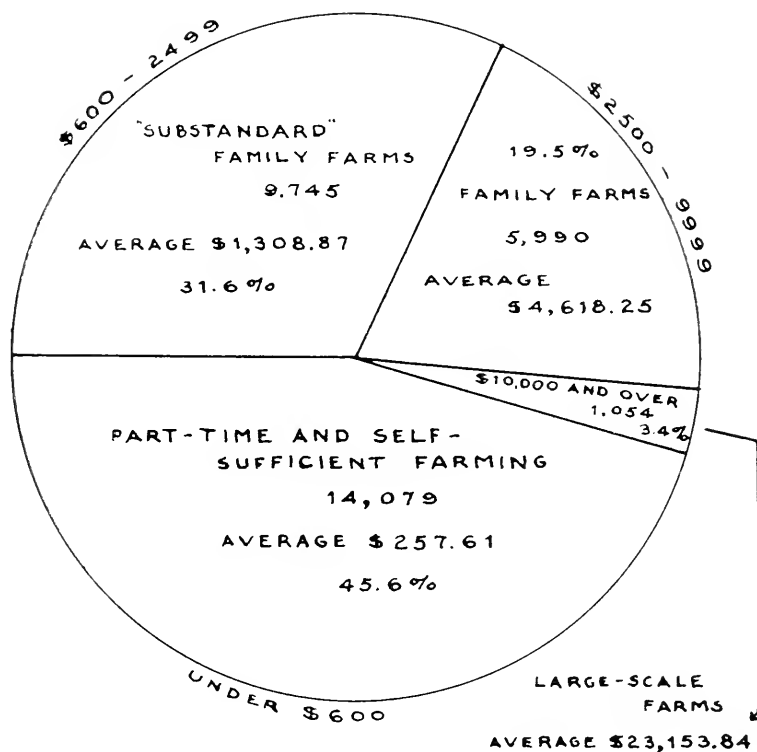 $600 - 2499
"SUBSTANDARD"
FAMILY FARMS
9.745
AVERAGE $1,308.87
31.6%
$2500 - 9999
19.5%
FAMILY FARMS
5,990
AVERAGE
$4,618.25
$10,000 AND OVER
1,054
3.4%
PART-TIME AND SELF-
SUFFICIENT FARMING
14,079
AVERAGE $257.61
45.6%
UNDER $600
LARGE-SCALE
FARMS
AVERAGE $23,153.84